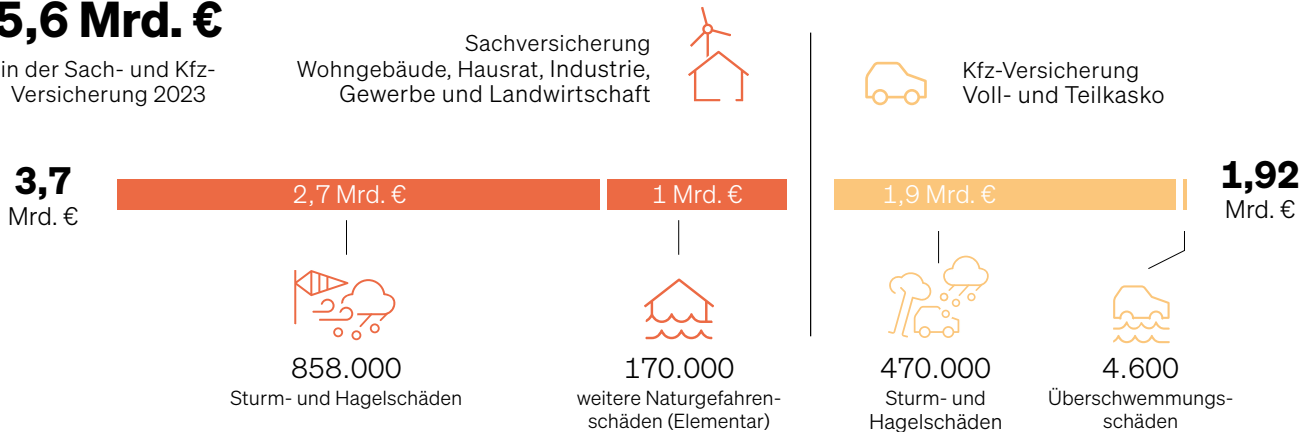 5,6 Mrd. €
in der Sach- und Kfz-
Versicherung 2023
Sachversicherung
Wohngebäude, Hausrat, Industrie,
Gewerbe und Landwirtschaft
Kfz-Versicherung
Voll- und Teilkasko
3,7
Mrd. €
2,7 Mrd. €
1 Mrd. €
1,9 Mrd. €
1,92
Mrd. €
858.000
Sturm- und Hagelschäden
170.000
weitere Naturgefahren-
schäden (Elementar)
470.000
Sturm- und
Hagelschäden
4.600
Überschwemmungs-
schäden